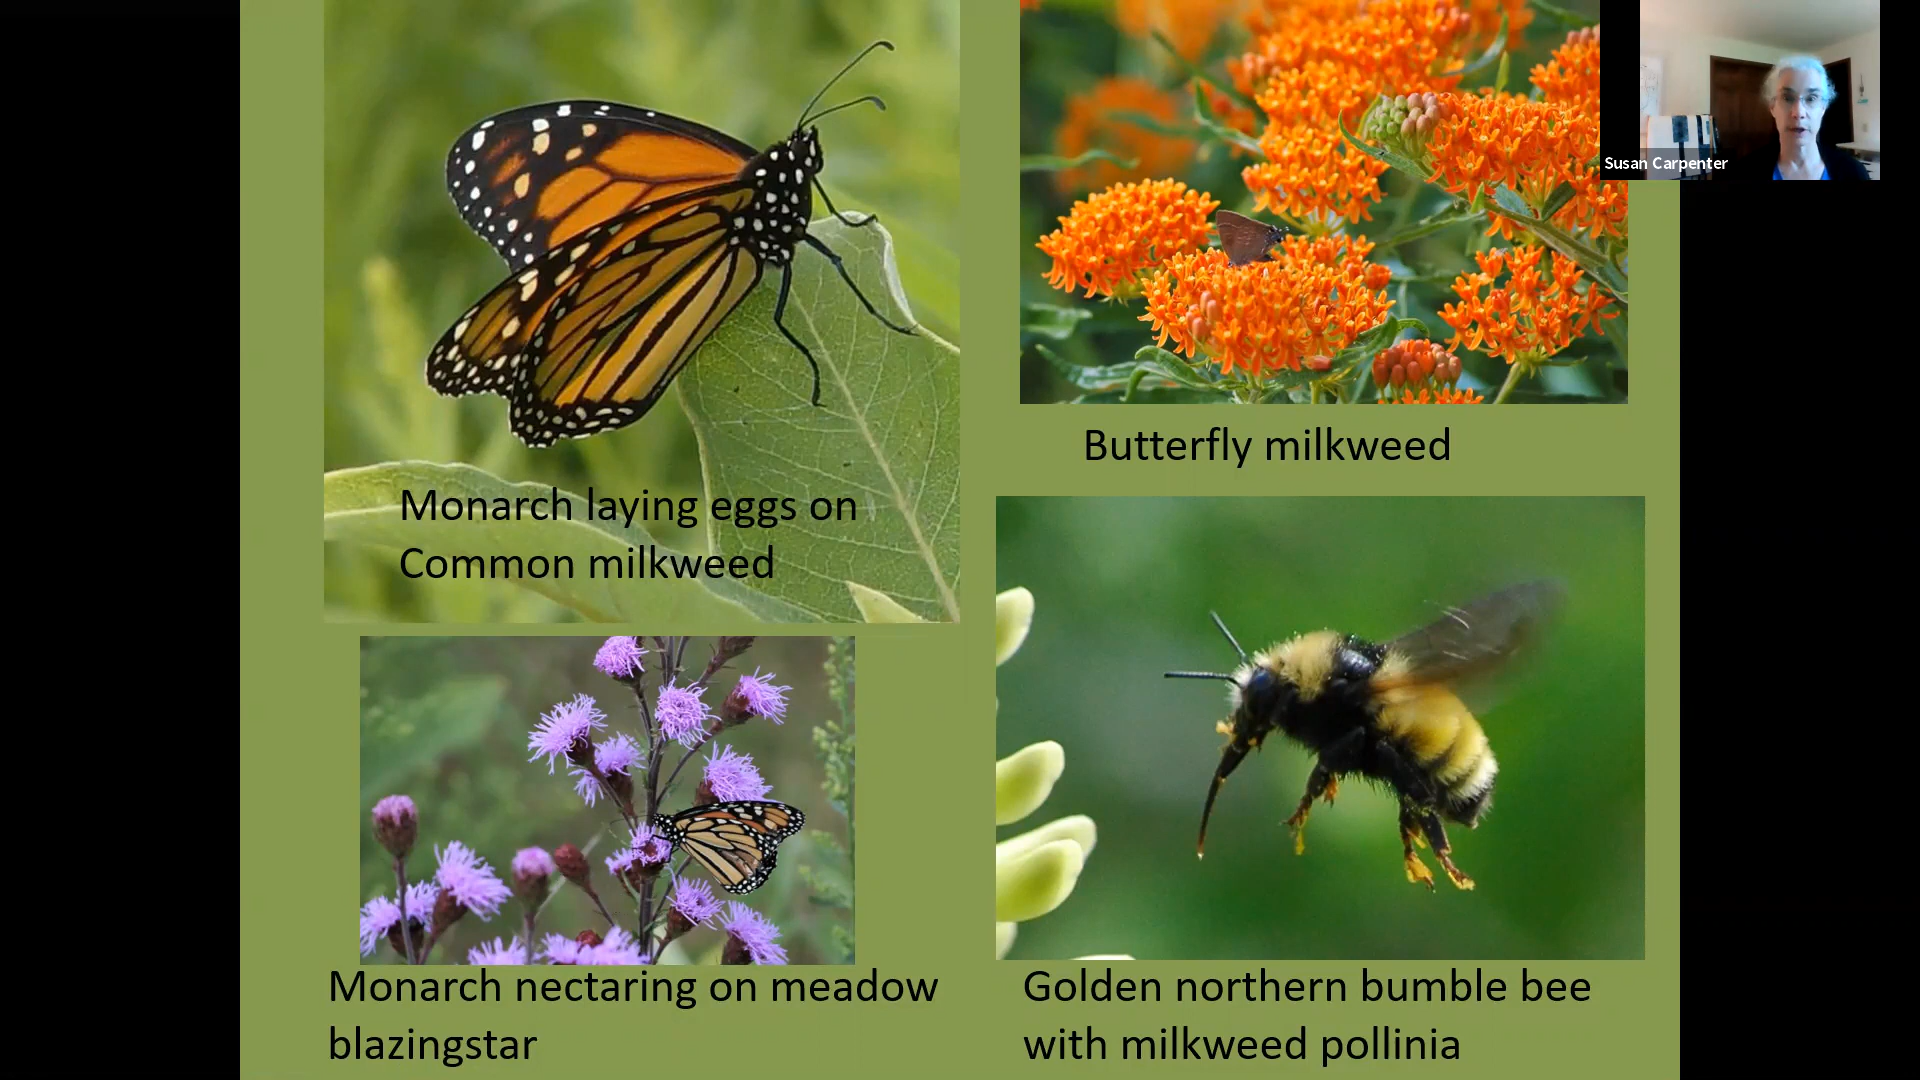 Susan Carpenter
Monarch laying eggs on
Common milkweed
Butterfly milkweed
Monarch nectaring on meadow
blazingstar
Golden northern bumble bee
with milkweed pollinia